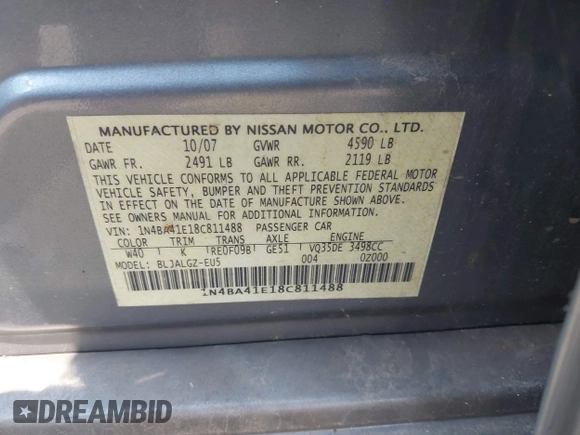 MANUFACTURED BY NISSAN MOTOR CO., LTD.
DATE 10/07 GVWR 4590 LB
GAWR FR. 2491 LB GAWR RR. 2119 LB
THIS VEHICLE CONFORMS TO ALL APPLICABLE FEDERAL MOTOR
VEHICLE SAFETY, BUMPER AND THEFT PREVENTION STANDARDS
IN EFFECT ON THE DATE OF MANUFACTURE SHOWN ABOVE.
SEE OWNERS MANUAL FOR ADDITIONAL INFORMATION.
VIN: 1N4BA41E18C811488 PASSENGER CAR
COLOR TRIM TRANS AXLE ENGINE
W40 K RE0F09B GE51 VQ35DE 3498CC
MODEL: BLJALGZ-EU5 004 0Z000
1N4BA41E18C811488
DREAMBID